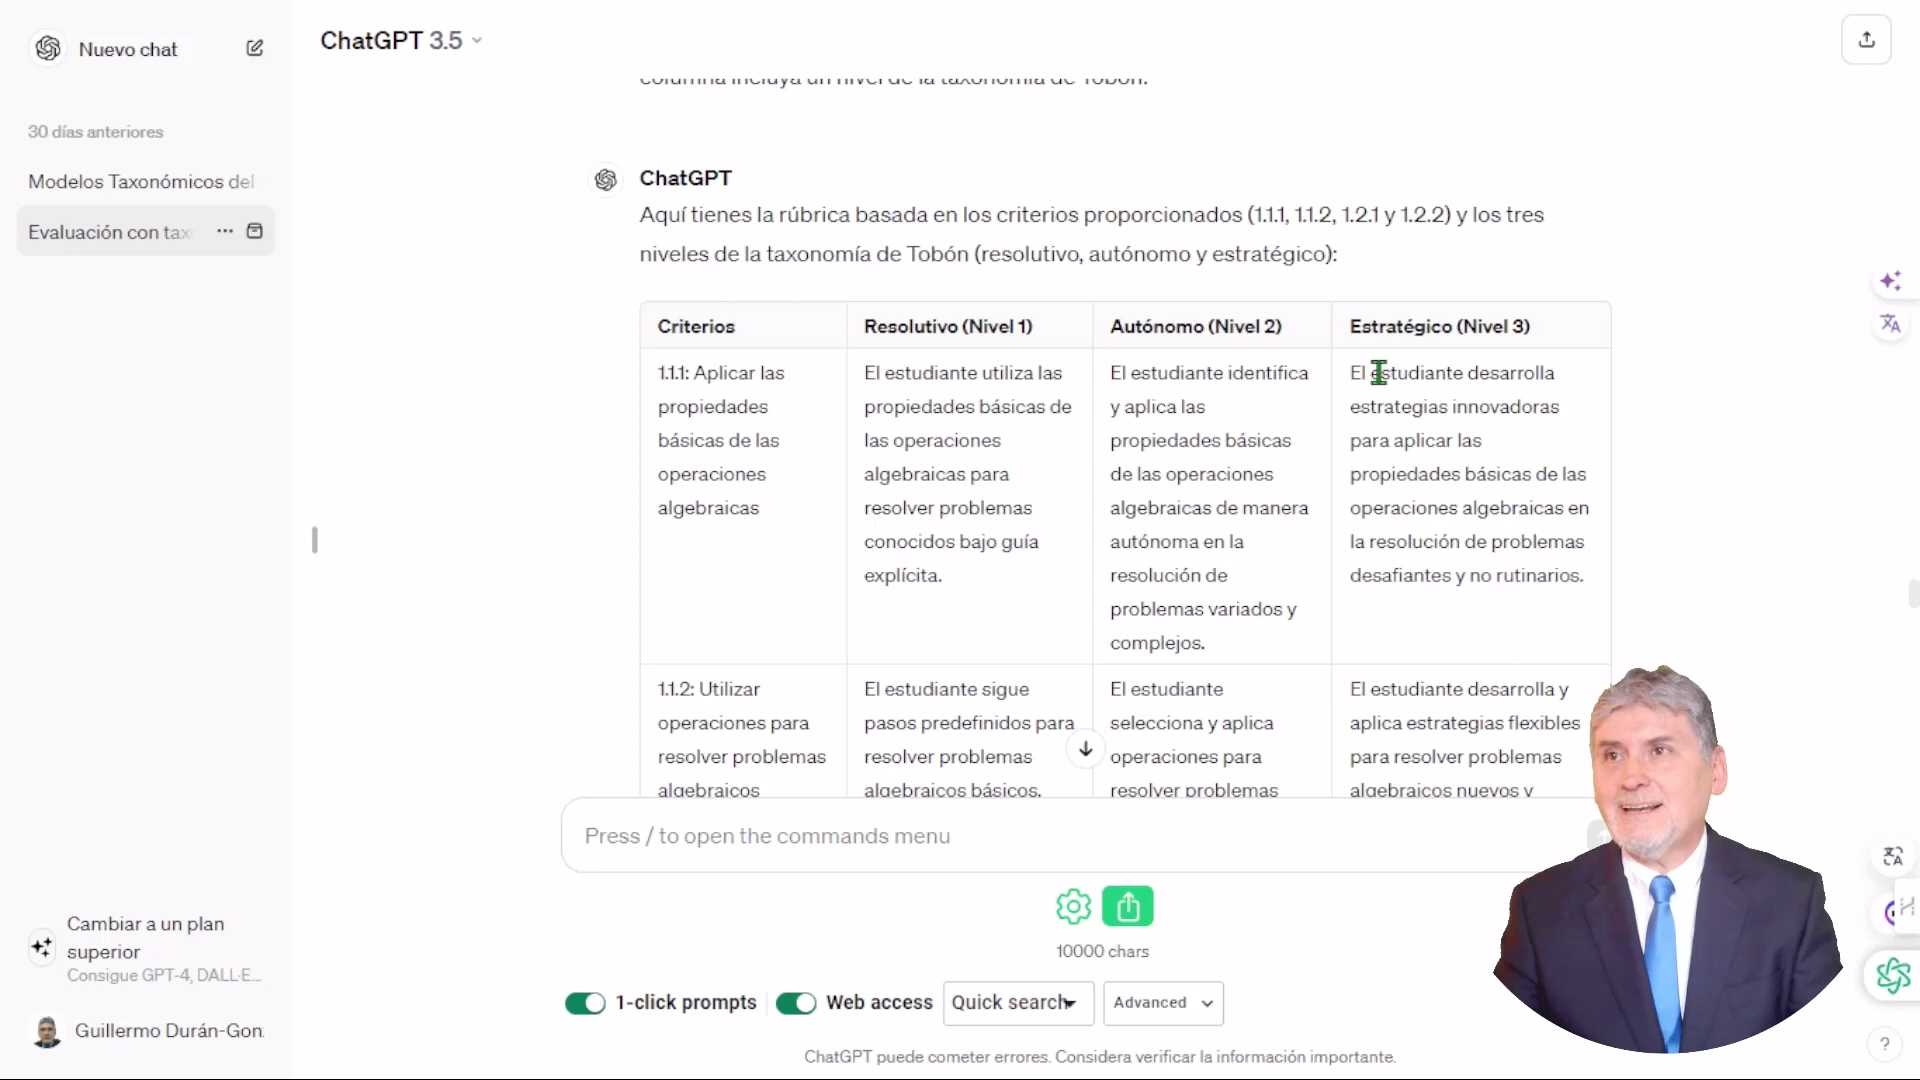 Nuevo chat
30 días anteriores
Modelos Taxonómicos del
Evaluación con tax
Cambiar a un plan
superior
Consigue GPT-4, DALL·E...
Guillermo Durán-Gon
ChatGPT 3.5
columna incluya un nivel de la taxonomía de Tobón.
ChatGPT
Aquí tienes la rúbrica basada en los criterios proporcionados (1.1.1, 1.1.2, 1.2.1 y 1.2.2) y los tres
niveles de la taxonomía de Tobón (resolutivo, autónomo y estratégico):
Criterios
Resolutivo (Nivel 1)
Autónomo (Nivel 2)
Estratégico (Nivel 3)
1.1.1: Aplicar las
propiedades
básicas de las
operaciones
algebraicas
El estudiante utiliza las
propiedades básicas de
las operaciones
algebraicas para
resolver problemas
conocidos bajo guía
explícita.
El estudiante identifica
y aplica las
propiedades básicas
de las operaciones
algebraicas de manera
autónoma en la
resolución de
problemas variados y
complejos.
El estudiante desarrolla
estrategias innovadoras
para aplicar las
propiedades básicas de las
operaciones algebraicas en
la resolución de problemas
desafiantes y no rutinarios.
1.1.2: Utilizar
operaciones para
resolver problemas
algebraicos
El estudiante sigue
pasos predefinidos para
resolver problemas
algebraicos básicos.
El estudiante
selecciona y aplica
operaciones para
resolver problemas
El estudiante desarrolla y
aplica estrategias flexibles
para resolver problemas
algebraicos nuevos y
Press / to open the commands menu
10000 chars
1-click prompts
Web access
Quick search
Advanced
ChatGPT puede cometer errores. Considera verificar la información importante.
?